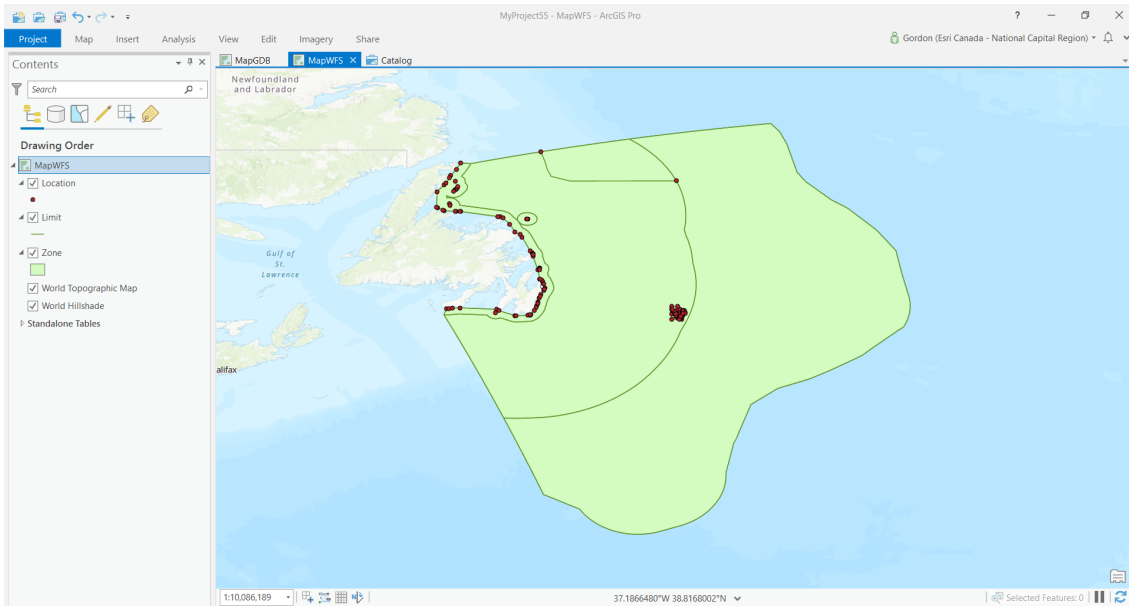 MyProject55 - MapWFS - ArcGIS Pro
?
Project Map Insert Analysis View Edit Imagery Share
Gordon (Esri Canada - National Capital Region)
Contents
MapGDB MapWFS Catalog
Search
Drawing Order
MapWFS
Location
Limit
Zone
World Topographic Map
World Hillshade
Standalone Tables
Newfoundland
and Labrador
Gulf of
St.
Lawrence
alifax
1:10,086,189
37.1866480°W 38.8168002°N
Selected Features: 0